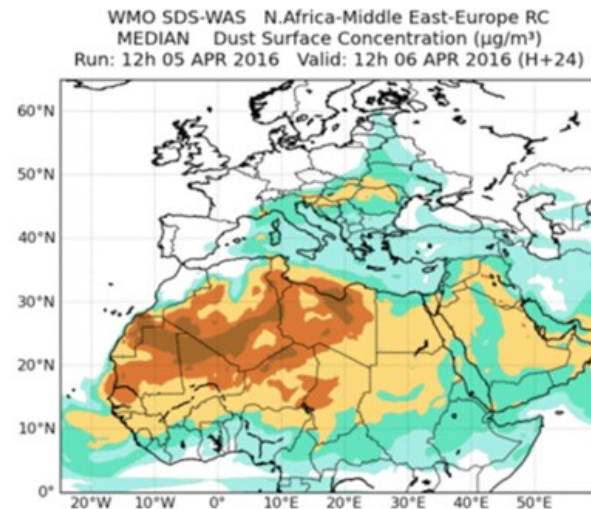 WMO SDS-WAS N.Africa-Middle East-Europe RC
MEDIAN Dust Surface Concentration (µg/m³)
Run: 12h 05 APR 2016 Valid: 12h 06 APR 2016 (H+24)
60°N
50°N
40°N
30°N
20°N
10°N
0°
20°W 10°W 0° 10°E 20°E 30°E 40°E 50°E